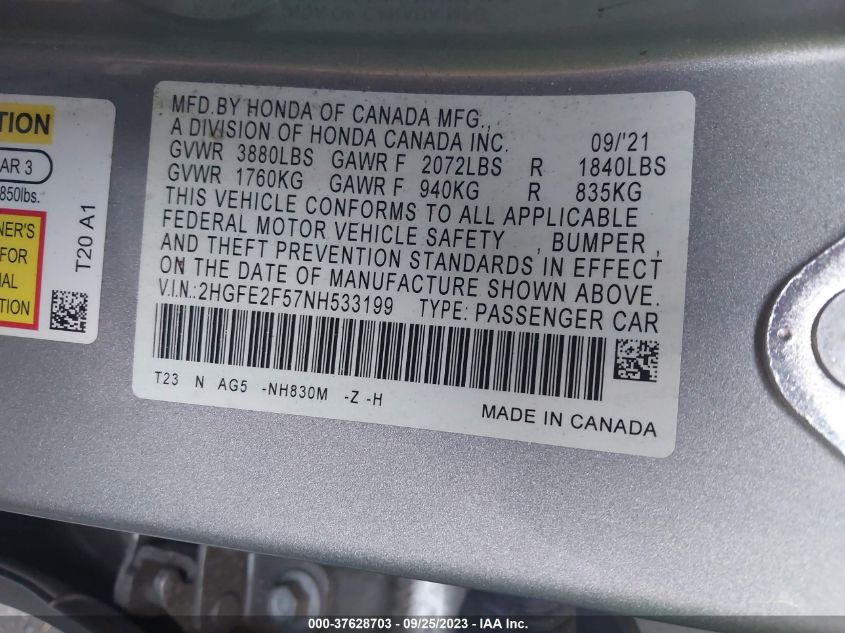 MFD.BY HONDA OF CANADA MFG.,
A DIVISION OF HONDA CANADA INC. 09/'21
GVWR 3880LBS GAWR F 2072LBS R 1840LBS
GVWR 1760KG GAWR F 940KG R 835KG
THIS VEHICLE CONFORMS TO ALL APPLICABLE
FEDERAL MOTOR VEHICLE SAFETY , BUMPER ,
AND THEFT PREVENTION STANDARDS IN EFFECT
ON THE DATE OF MANUFACTURE SHOWN ABOVE.
V.I.N.:2HGFE2F57NH533199 TYPE: PASSENGER CAR
T23 N AG5 -NH830M -Z -H
MADE IN CANADA
TION
AR 3
850lbs.
NER'S
FOR
IAL
TION
T20 A1
000-37628703 - 09/25/2023 - IAA Inc.